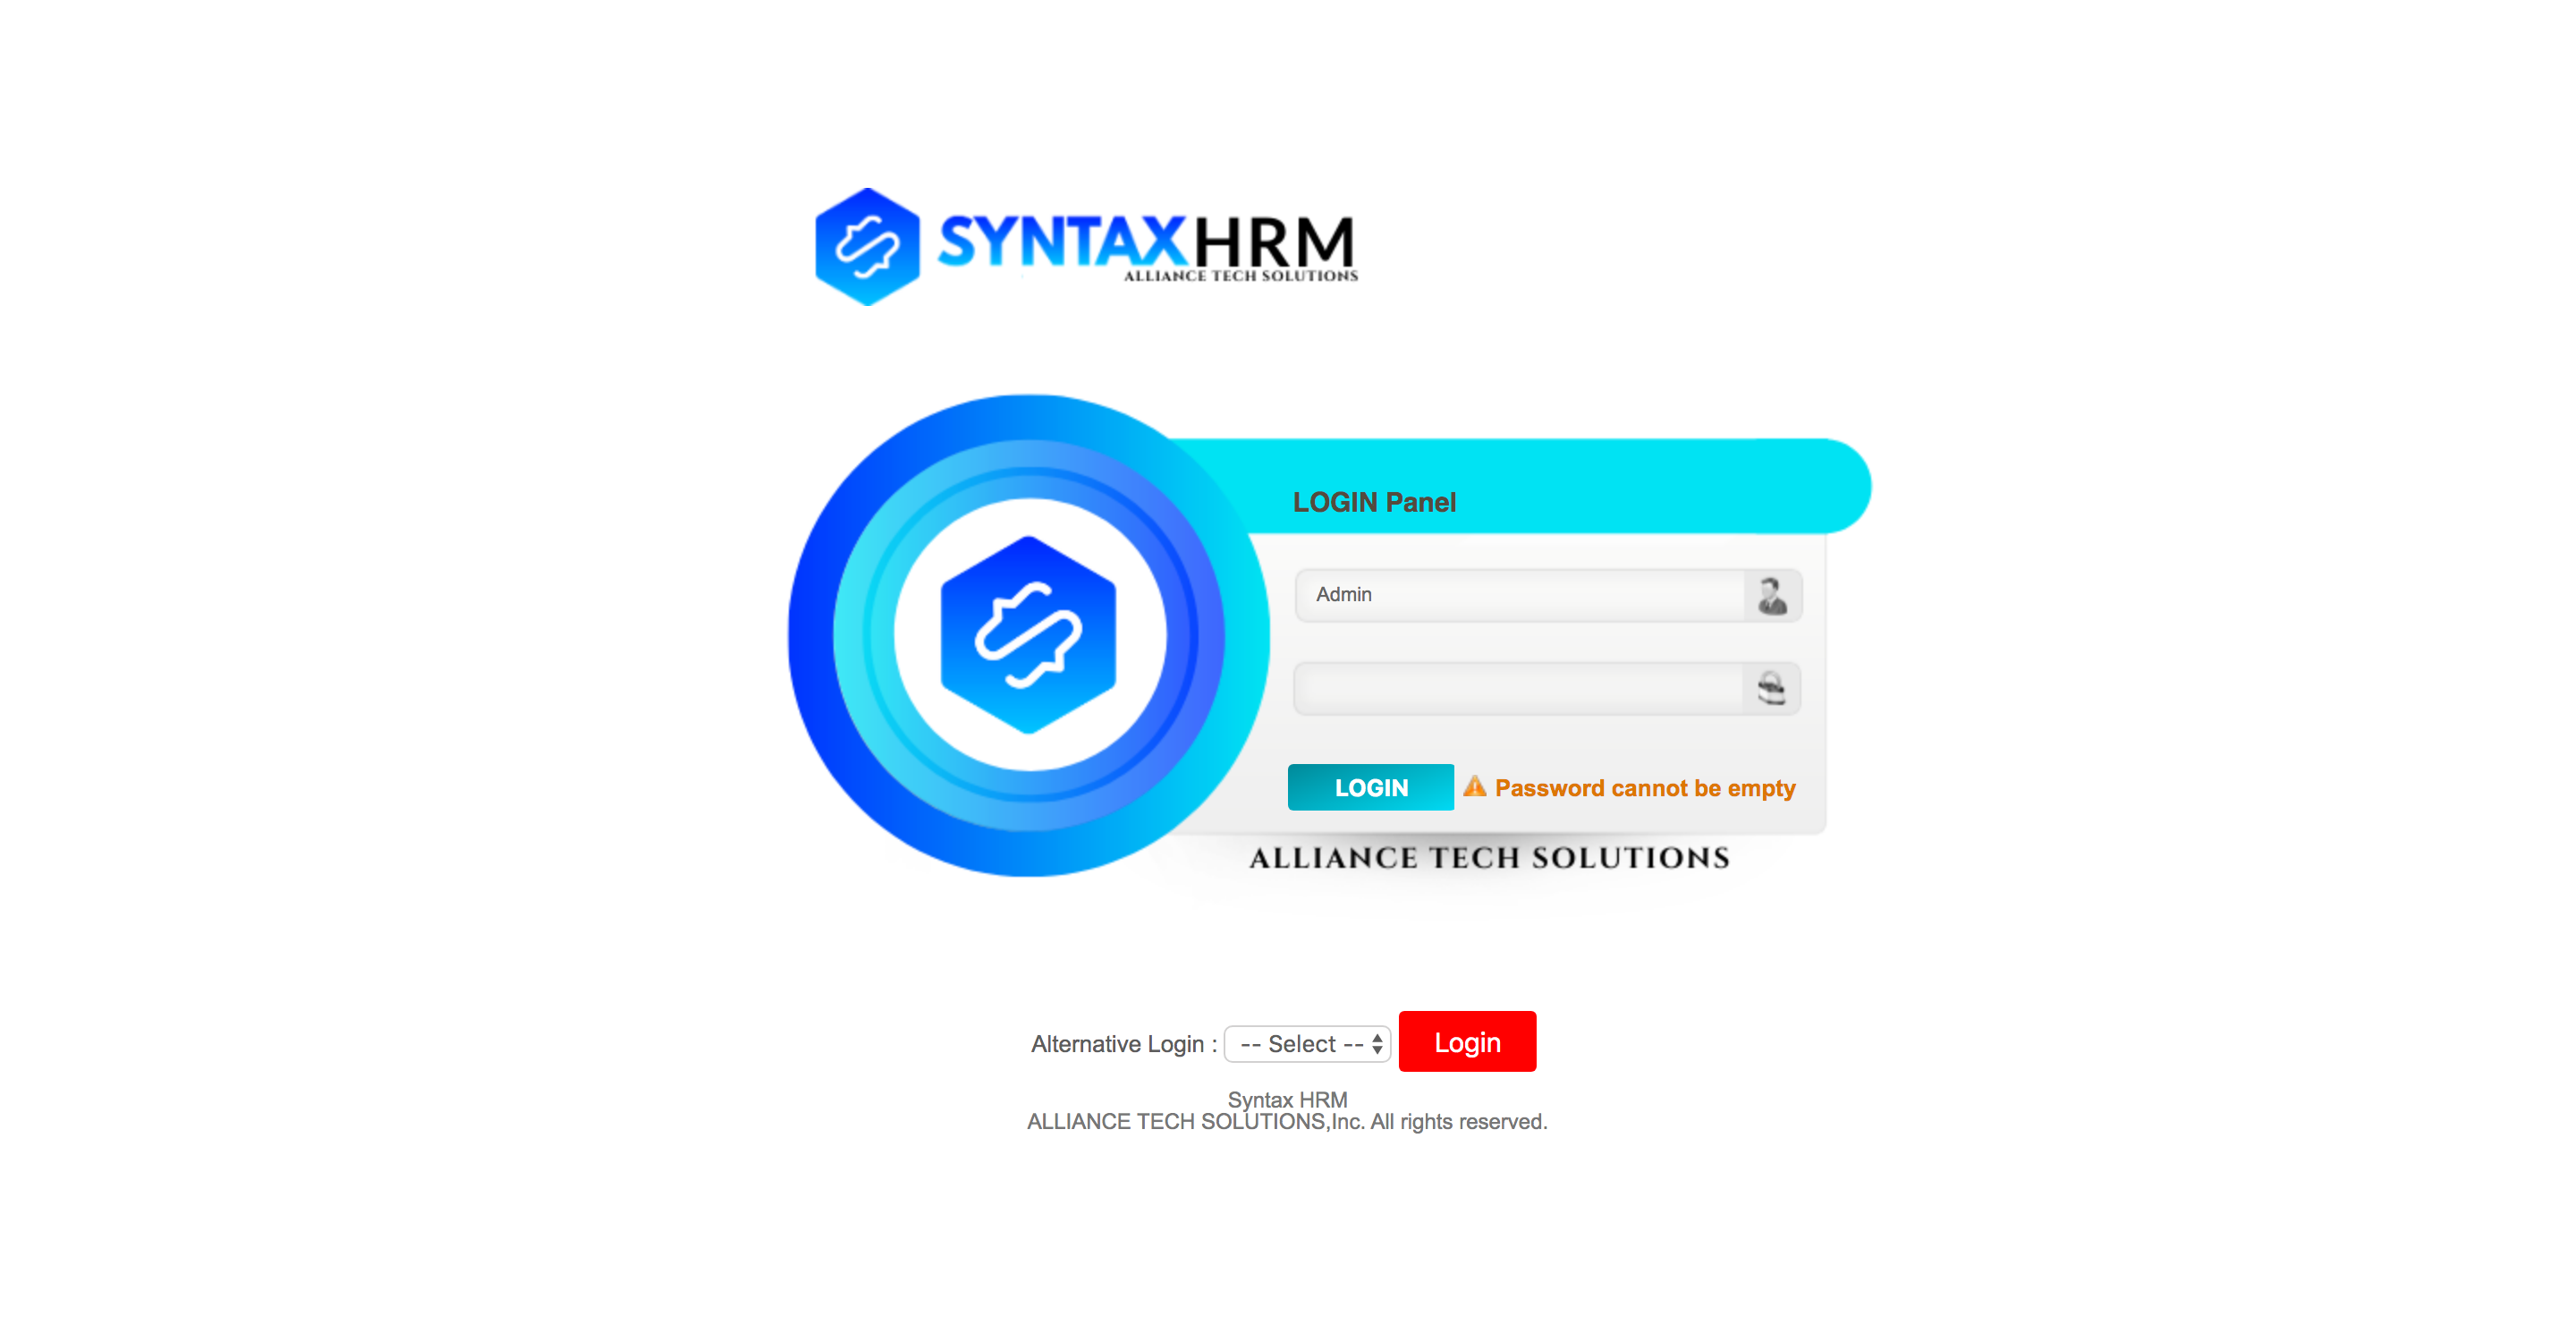 SYNTAXHRM
ALLIANCE TECH SOLUTIONS
LOGIN Panel
Admin
LOGIN Password cannot be empty
ALLIANCE TECH SOLUTIONS
Alternative Login : -- Select -- Login
Syntax HRM
ALLIANCE TECH SOLUTIONS,Inc. All rights reserved.